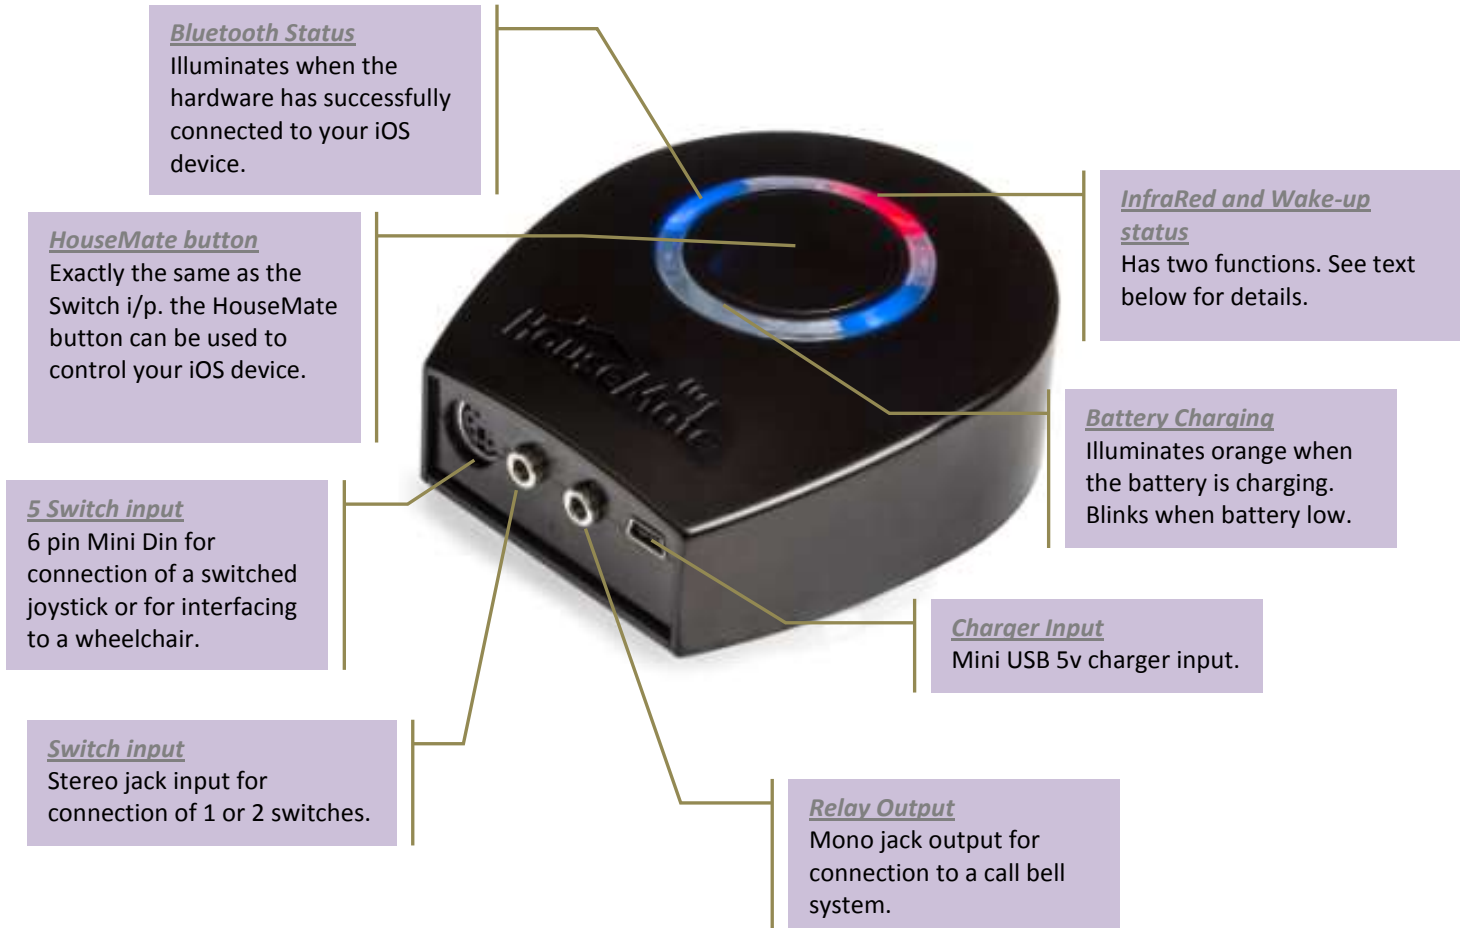 Bluetooth Status
Illuminates when the
hardware has successfully
connected to your iOS
device.
InfraRed and Wake-up
status
Has two functions. See text
below for details.
HouseMate button
Exactly the same as the
Switch i/p. the HouseMate
button can be used to
control your iOS device.
HouseMate
Battery Charging
Illuminates orange when
the battery is charging.
Blinks when battery low.
5 Switch input
6 pin Mini Din for
connection of a switched
joystick or for interfacing
to a wheelchair.
Charger Input
Mini USB 5v charger input.
Switch input
Stereo jack input for
connection of 1 or 2 switches.
Relay Output
Mono jack output for
connection to a call bell
system.